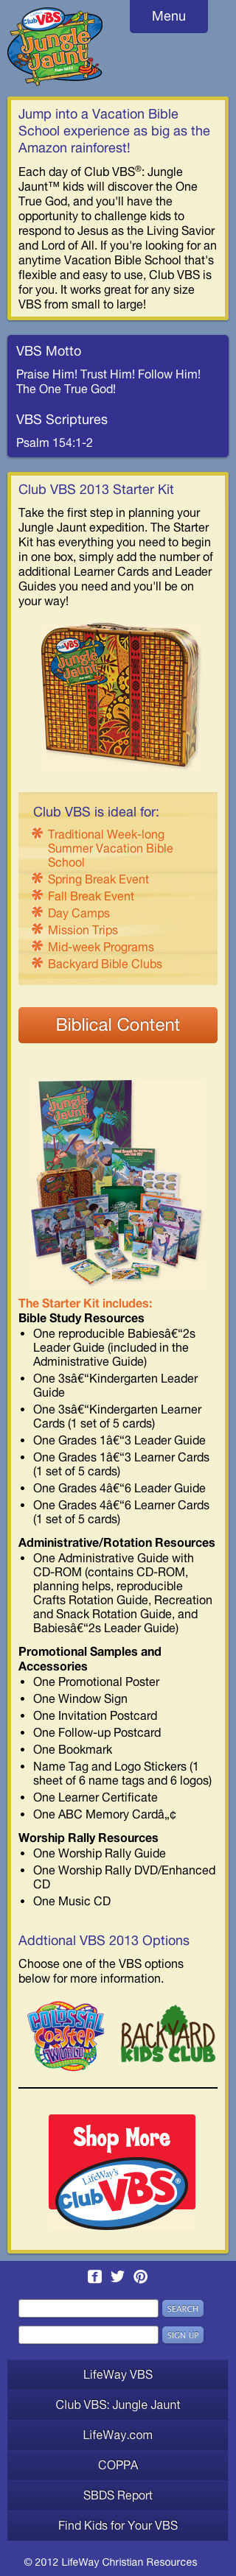 Club VBS
Jungle
Jaunt
Menu
Jump into a Vacation Bible
School experience as big as the
Amazon rainforest!
Each day of Club VBS®: Jungle
Jaunt™ kids will discover the One
True God, and you'll have the
opportunity to challenge kids to
respond to Jesus as the Living Savior
and Lord of All. If you're looking for an
anytime Vacation Bible School that's
flexible and easy to use, Club VBS is
for you. It works great for any size
VBS from small to large!
VBS Motto
Praise Him! Trust Him! Follow Him!
The One True God!
VBS Scriptures
Psalm 154:1-2
Club VBS 2013 Starter Kit
Take the first step in planning your
Jungle Jaunt expedition. The Starter
Kit has everything you need to begin
in one box, simply add the number of
additional Learner Cards and Leader
Guides you need and you'll be on
your way!
Club VBS
Jungle
Jaunt
Club VBS is ideal for:
Traditional Week-long
Summer Vacation Bible
School
Spring Break Event
Fall Break Event
Day Camps
Mission Trips
Mid-week Programs
Backyard Bible Clubs
Biblical Content
Jungle
Jaunt
The Starter Kit includes:
Bible Study Resources
• One reproducible Babiesâ€“2s
Leader Guide (included in the
Administrative Guide)
• One 3sâ€“Kindergarten Leader
Guide
• One 3sâ€“Kindergarten Learner
Cards (1 set of 5 cards)
• One Grades 1â€“3 Leader Guide
• One Grades 1â€“3 Learner Cards
(1 set of 5 cards)
• One Grades 4â€“6 Leader Guide
• One Grades 4â€“6 Learner Cards
(1 set of 5 cards)
Administrative/Rotation Resources
• One Administrative Guide with
CD-ROM (contains CD-ROM,
planning helps, reproducible
Crafts Rotation Guide, Recreation
and Snack Rotation Guide, and
Babiesâ€“2s Leader Guide)
Promotional Samples and
Accessories
• One Promotional Poster
• One Window Sign
• One Invitation Postcard
• One Follow-up Postcard
• One Bookmark
• Name Tag and Logo Stickers (1
sheet of 6 name tags and 6 logos)
• One Learner Certificate
• One ABC Memory Cardâ„¢
Worship Rally Resources
• One Worship Rally Guide
• One Worship Rally DVD/Enhanced
CD
• One Music CD
Addtional VBS 2013 Options
Choose one of the VBS options
below for more information.
COLOSSAL
COASTER
WORLD
BACKYARD
KIDS CLUB
Shop More
LifeWay's
Club VBS
SEARCH
SIGN UP
LifeWay VBS
Club VBS: Jungle Jaunt
LifeWay.com
COPPA
SBDS Report
Find Kids for Your VBS
© 2012 LifeWay Christian Resources